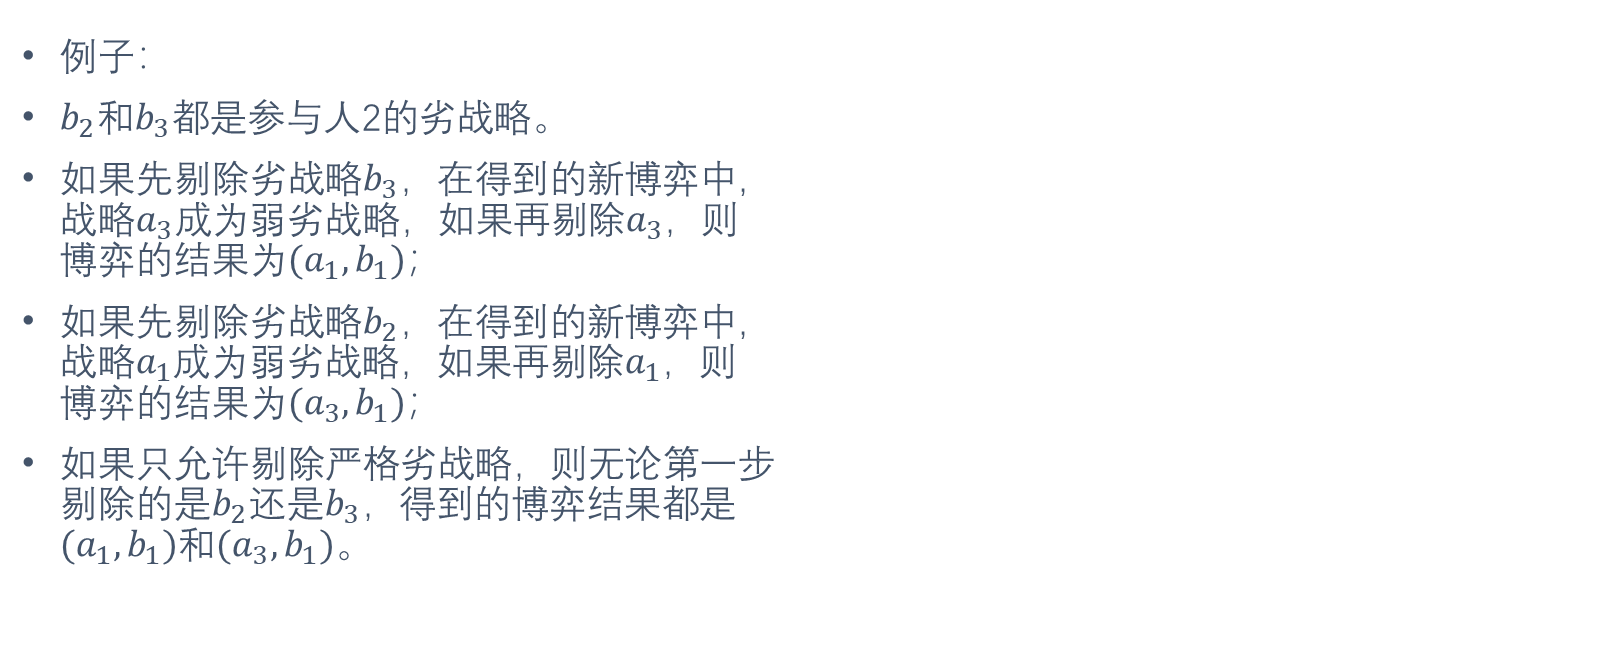 • 例子：
• b₂和b₃都是参与人2的劣战略。
• 如果先剔除劣战略b₃，在得到的新博弈中，
战略a₃成为弱劣战略，如果再剔除a₃，则
博弈的结果为(a₁, b₁)；
• 如果先剔除劣战略b₂，在得到的新博弈中，
战略a₁成为弱劣战略，如果再剔除a₁，则
博弈的结果为(a₃, b₁)；
• 如果只允许剔除严格劣战略，则无论第一步
剔除的是b₂还是b₃，得到的博弈结果都是
(a₁, b₁)和(a₃, b₁)。